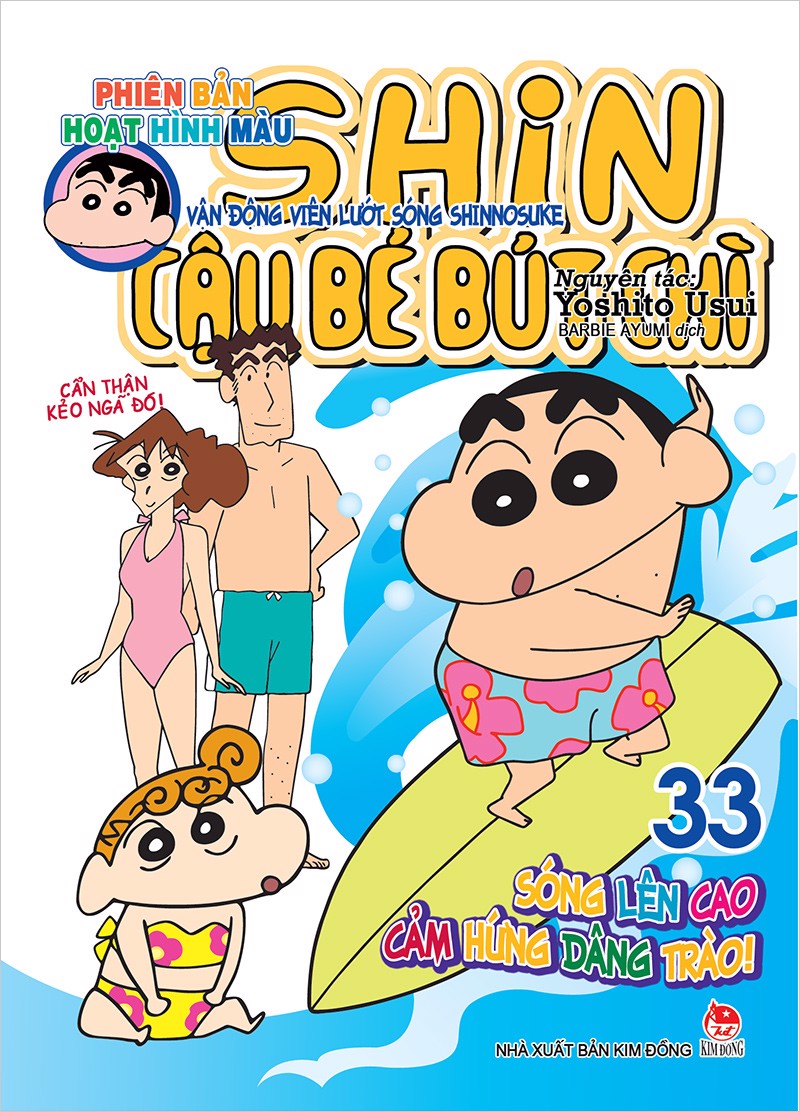 PHIÊN BẢN
HOẠT HÌNH MÀU
SHiN
VẬN ĐỘNG VIÊN LƯỚT SÓNG SHINNOSUKE
CẬU BÉ BÚT CHÌ
Nguyên tác:
Yoshito Usui
BARBIE AYUMI dịch
CẨN THẬN
KẺO NGÃ ĐÓ!
33
SÓNG LÊN CAO
CẢM HỨNG DÂNG TRÀO!
NHÀ XUẤT BẢN KIM ĐỒNG
kđ
KIM ĐỒNG